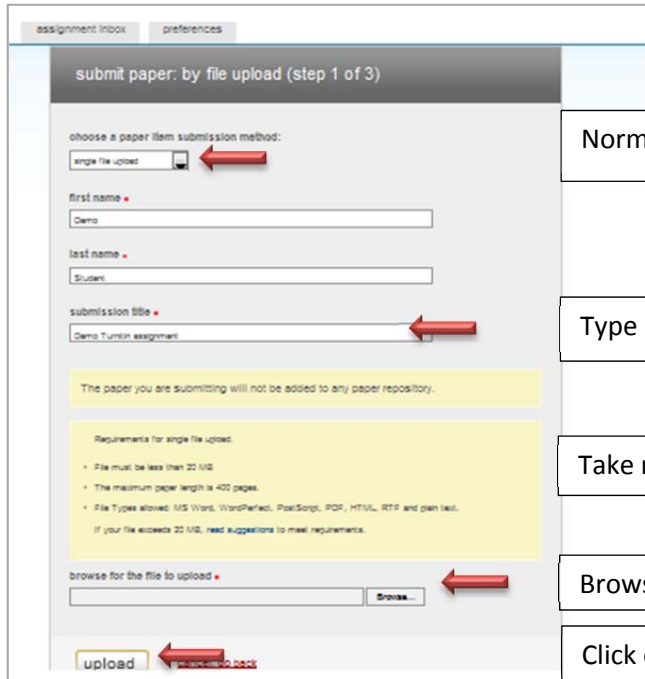 assignment inbox preferences
submit paper: by file upload (step 1 of 3)
choose a paper item submission method:
single file upload
Norm
first name
Demo
last name
Student
submission title
Demo Turnitin assignment
Type
The paper you are submitting will not be added to any paper repository.
Requirements for single file upload:
• File must be less than 20 MB
• The maximum paper length is 400 pages.
• File Types allowed: MS Word, WordPerfect, PostScript, PDF, HTML, RTF and plain text.
If your file exceeds 20 MB, read suggestions to meet requirements.
Take
browse for the file to upload
Browse...
Brows
upload go back
Click